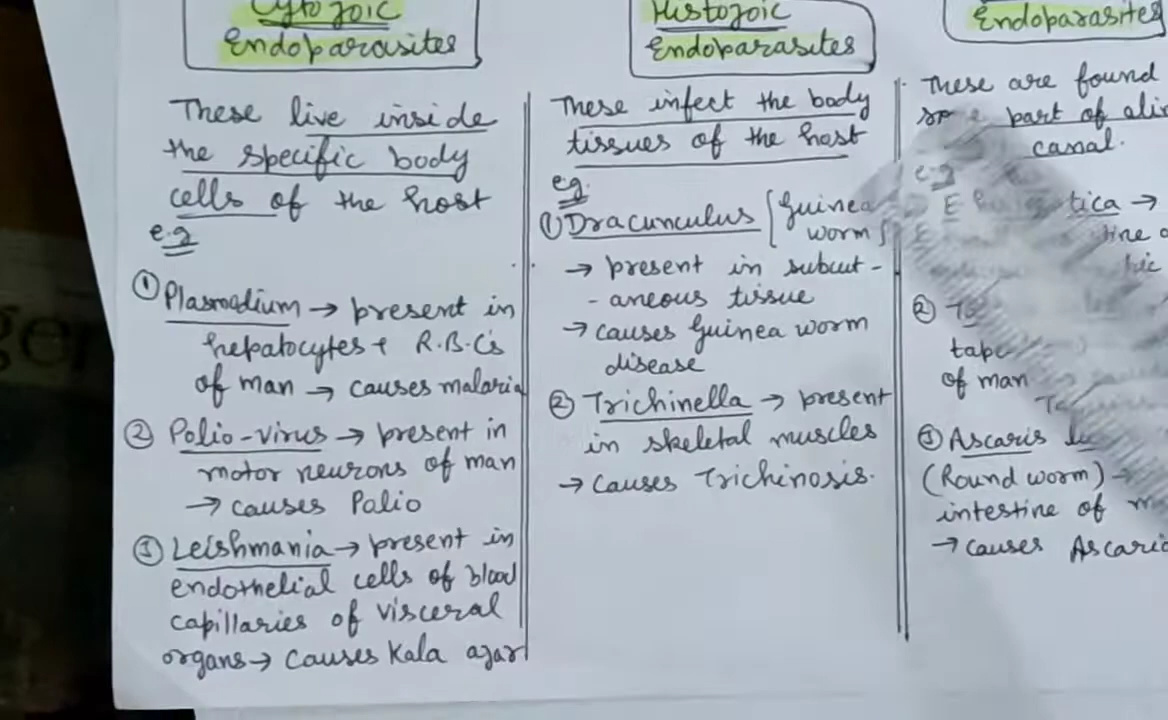 Cytozoic
Endoparasites
These live inside
the specific body
cells of the host
e.g
① Plasmodium → present in
hepatocytes + R.B.C's
of man → causes malaria
② Polio-virus → present in
motor neurons of man
→ causes Polio
③ Leishmania → present in
endothelial cells of blood
capillaries of visceral
organs → causes Kala azar
Histozoic
Endoparasites
These infect the body
tissues of the host
eg.
① Dracunculus [Guinea
worm]
→ present in subcut-
-aneous tissue
→ causes Guinea worm
disease
② Trichinella → present
in skeletal muscles
→ causes Trichinosis.
Endoparasites
These are found
part of
canal.
e.g
②
of man
③ Ascaris
(Round worm) →
intestine of
→ causes